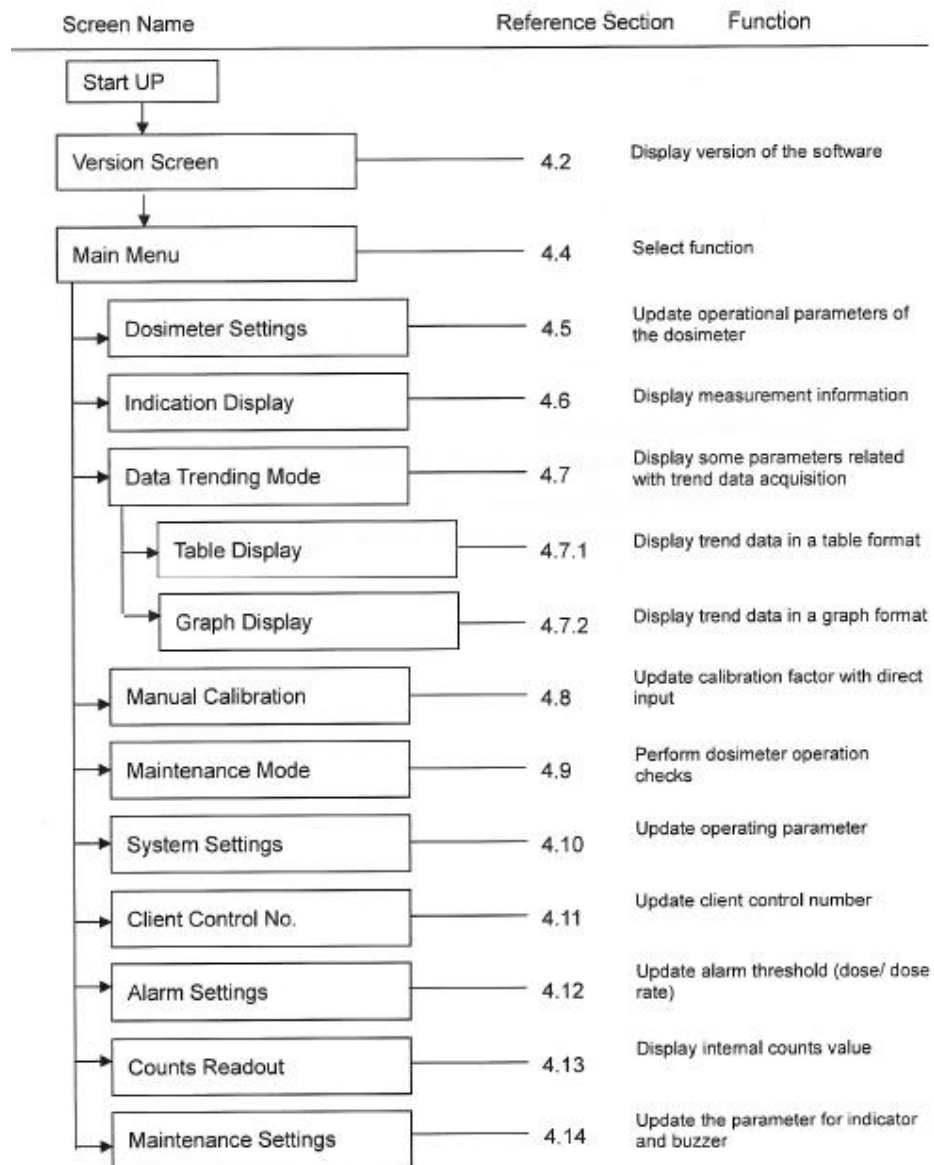 Screen Name Reference Section Function
Start UP
Version Screen 4.2 Display version of the software
Main Menu 4.4 Select function
Dosimeter Settings 4.5 Update operational parameters of
the dosimeter
Indication Display 4.6 Display measurement information
Data Trending Mode 4.7 Display some parameters related
with trend data acquisition
Table Display 4.7.1 Display trend data in a table format
Graph Display 4.7.2 Display trend data in a graph format
Manual Calibration 4.8 Update calibration factor with direct
input
Maintenance Mode 4.9 Perform dosimeter operation
checks
System Settings 4.10 Update operating parameter
Client Control No. 4.11 Update client control number
Alarm Settings 4.12 Update alarm threshold (dose/ dose
rate)
Counts Readout 4.13 Display internal counts value
Maintenance Settings 4.14 Update the parameter for indicator
and buzzer